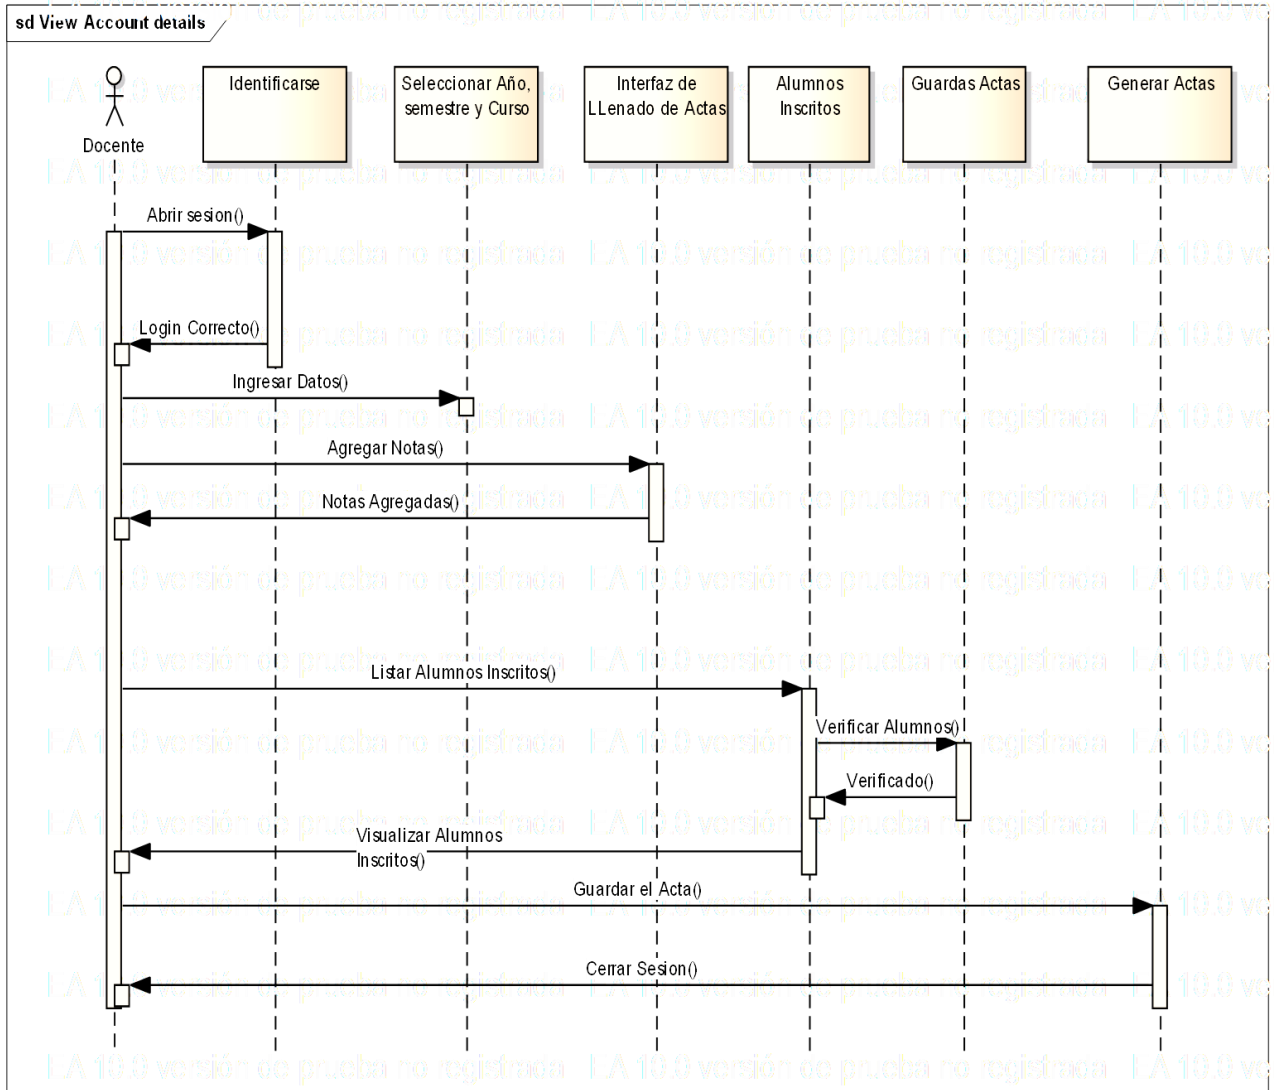 sd View Account details
Docente
Identificarse
Seleccionar Año,
semestre y Curso
Interfaz de
LLenado de Actas
Alumnos
Inscritos
Guardas Actas
Generar Actas
Abrir sesion()
Login Correcto()
Ingresar Datos()
Agregar Notas()
Notas Agregadas()
Listar Alumnos Inscritos()
Verificar Alumnos()
Verificado()
Visualizar Alumnos
Inscritos()
Guardar el Acta()
Cerrar Sesion()